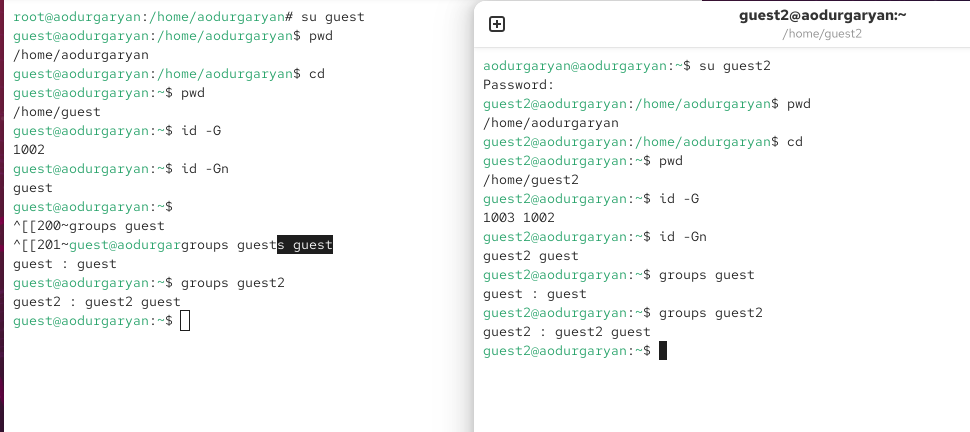 root@aodurgaryan:/home/aodurgaryan# su guest
guest@aodurgaryan:/home/aodurgaryan$ pwd
/home/aodurgaryan
guest@aodurgaryan:/home/aodurgaryan$ cd
guest@aodurgaryan:~$ pwd
/home/guest
guest@aodurgaryan:~$ id -G
1002
guest@aodurgaryan:~$ id -Gn
guest
guest@aodurgaryan:~$
^[[200~groups guest
^[[201~guest@aodurgargroups guests guest
guest : guest
guest@aodurgaryan:~$ groups guest2
guest2 : guest2 guest
guest@aodurgaryan:~$
guest2@aodurgaryan:~
/home/guest2
aodurgaryan@aodurgaryan:~$ su guest2
Password:
guest2@aodurgaryan:/home/aodurgaryan$ pwd
/home/aodurgaryan
guest2@aodurgaryan:/home/aodurgaryan$ cd
guest2@aodurgaryan:~$ pwd
/home/guest2
guest2@aodurgaryan:~$ id -G
1003 1002
guest2@aodurgaryan:~$ id -Gn
guest2 guest
guest2@aodurgaryan:~$ groups guest
guest : guest
guest2@aodurgaryan:~$ groups guest2
guest2 : guest2 guest
guest2@aodurgaryan:~$